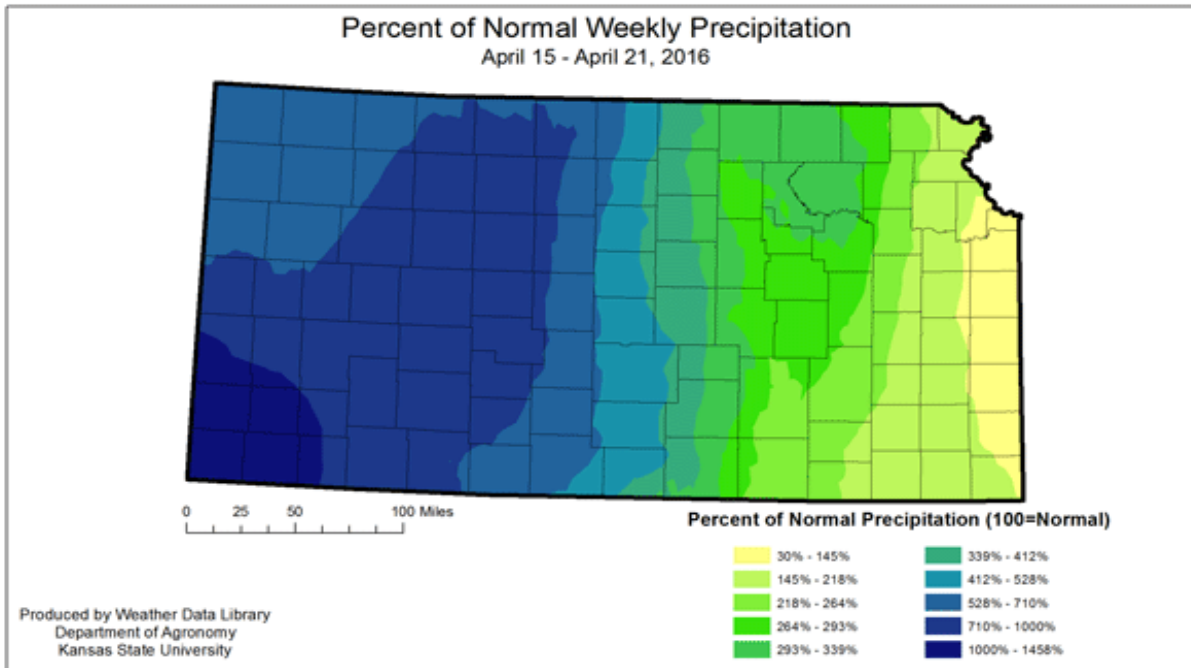 Percent of Normal Weekly Precipitation
April 15 - April 21, 2016
0 25 50 100 Miles
Percent of Normal Precipitation (100=Normal)
30% - 145%
145% - 218%
218% - 264%
264% - 293%
293% - 339%
339% - 412%
412% - 528%
528% - 710%
710% - 1000%
1000% - 1458%
Produced by Weather Data Library
Department of Agronomy
Kansas State University